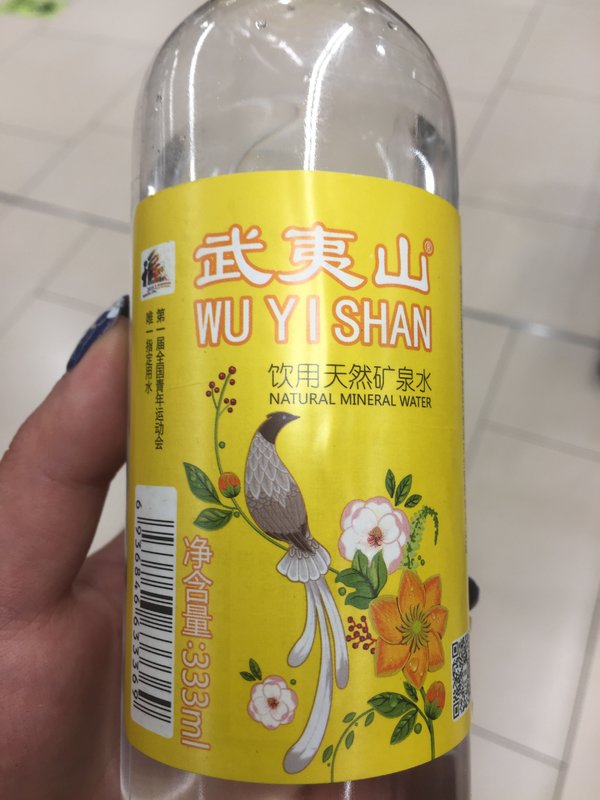 武夷山®
WU YI SHAN
饮用天然矿泉水
NATURAL MINERAL WATER
第一届全国青年运动会
唯一指定用水
净含量:333ml
6936846633369